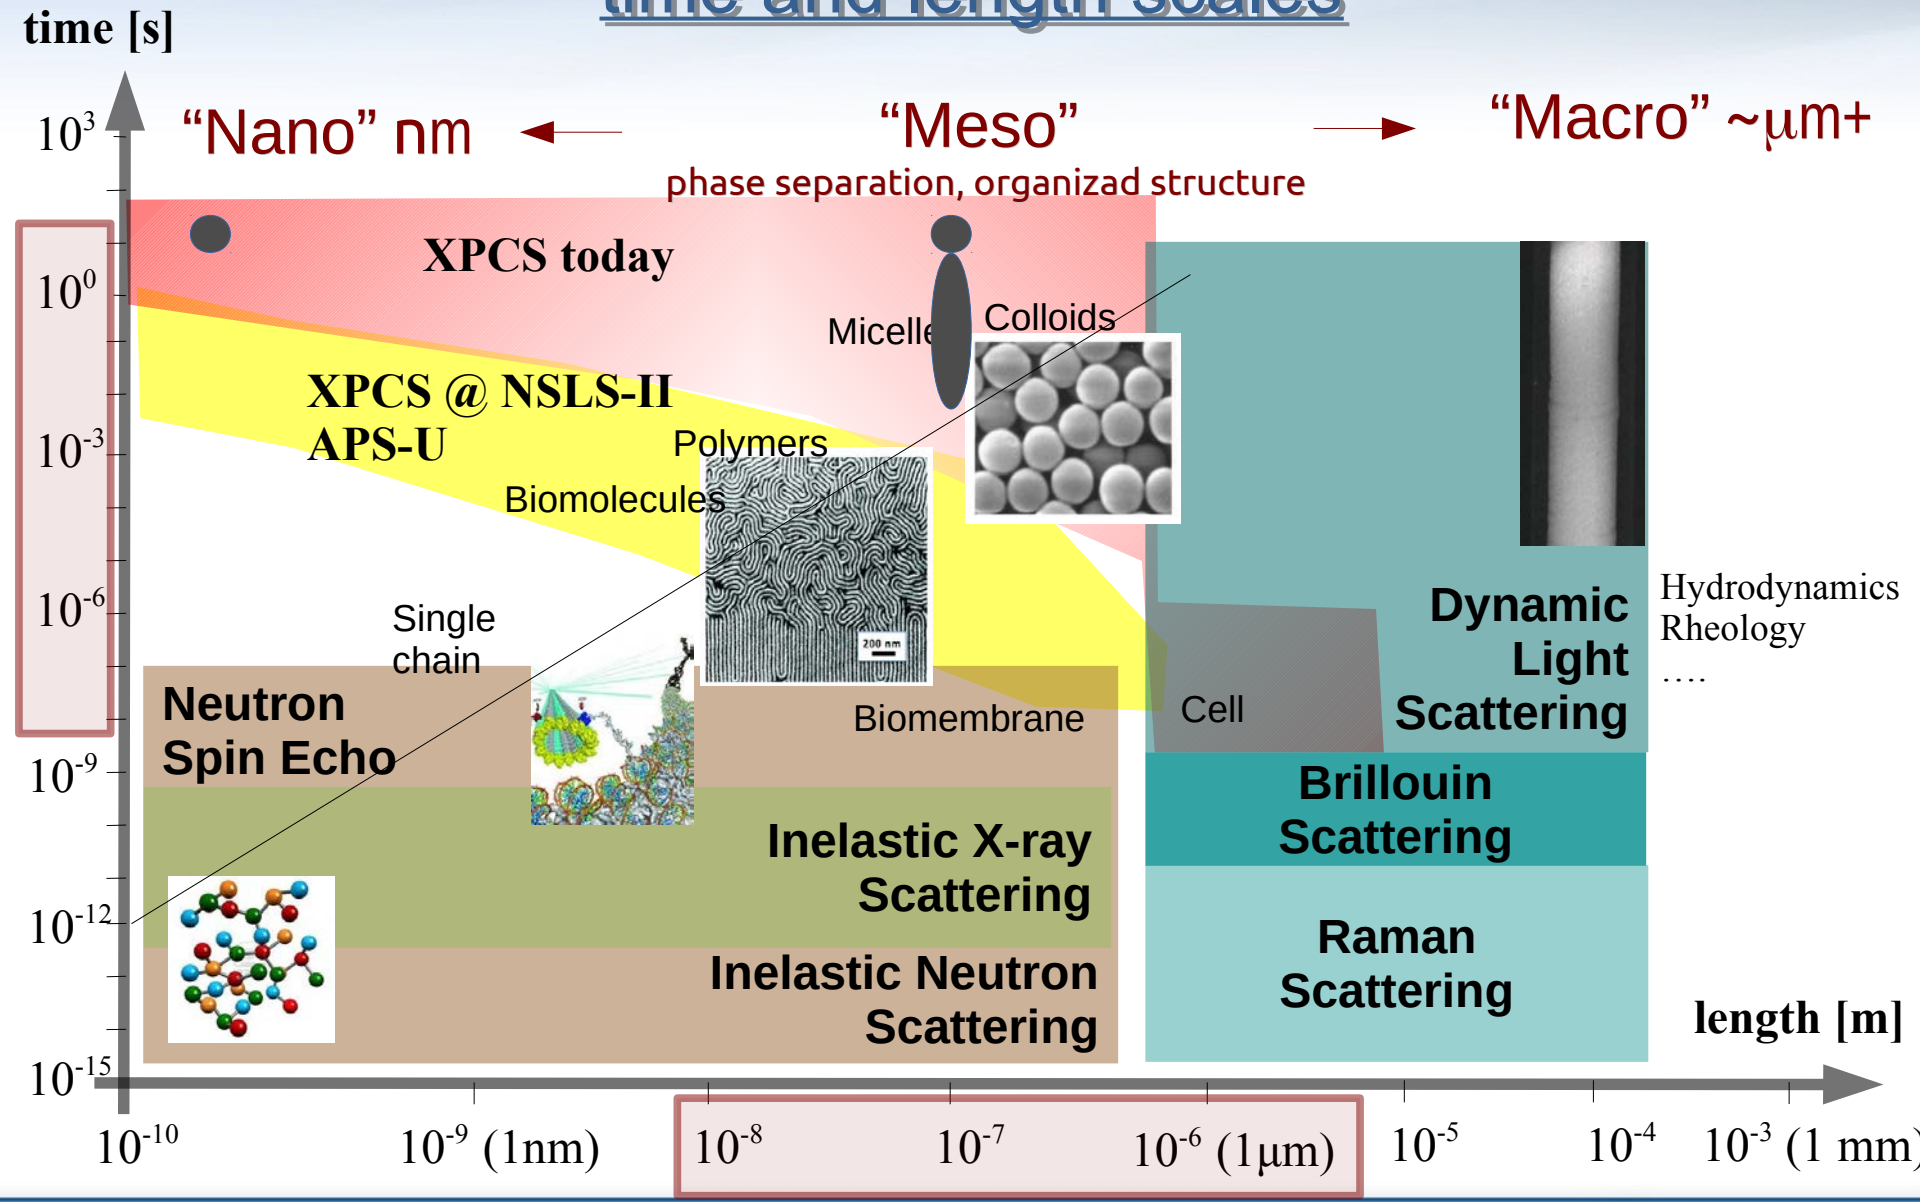 time and length scales
time [s]
“Nano” nm
“Meso”
“Macro” ~μm+
phase separation, organizad structure
10³
10⁰
10⁻³
10⁻⁶
10⁻⁹
10⁻¹²
10⁻¹⁵
XPCS today
Micelle
Colloids
XPCS @ NSLS-II
APS-U
Polymers
Biomolecules
200 nm
Single
chain
Hydrodynamics
Rheology
....
Dynamic
Light
Scattering
Neutron
Spin Echo
Biomembrane
Cell
Brillouin
Scattering
Inelastic X-ray
Scattering
Raman
Scattering
Inelastic Neutron
Scattering
length [m]
10⁻¹⁰
10⁻⁹ (1nm)
10⁻⁸
10⁻⁷
10⁻⁶ (1μm)
10⁻⁵
10⁻⁴
10⁻³ (1 mm)